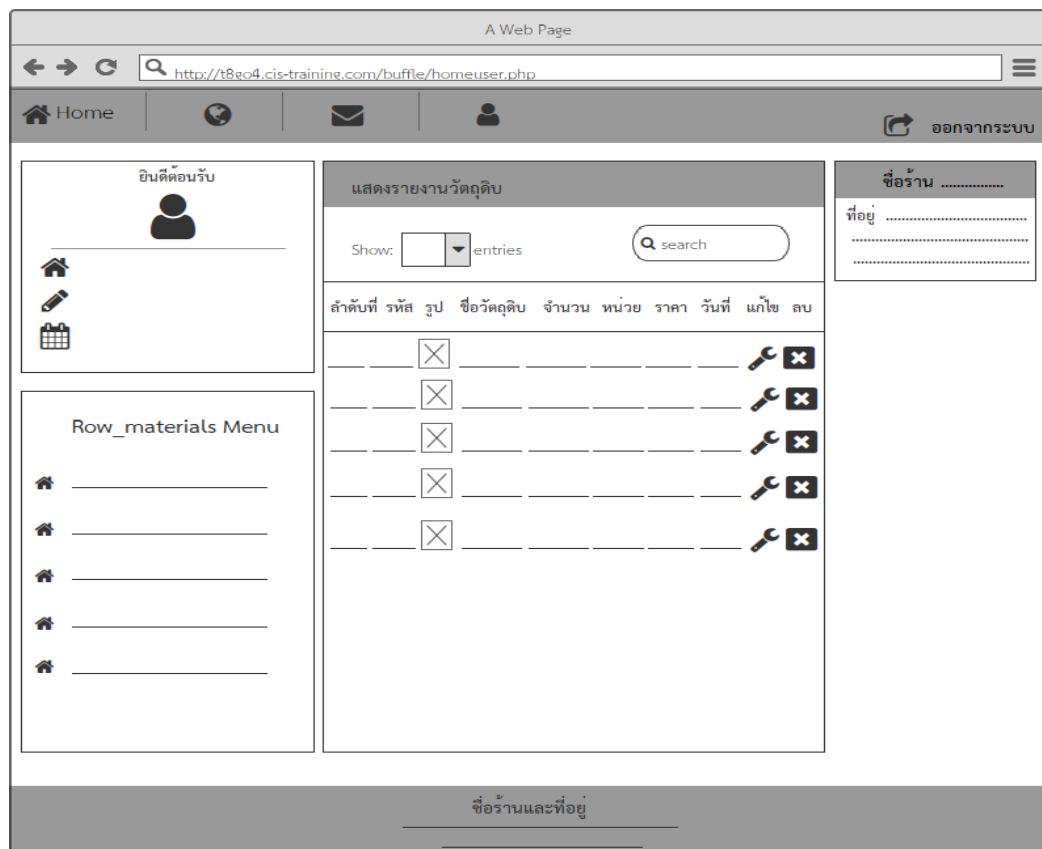 A Web Page
http://t8go4.cis-training.com/buffle/homeuser.php
Home
ออกจากระบบ
ยินดีต้อนรับ
Row_materials Menu
แสดงรายงานวัตถุดิบ
Show: entries
search
ลำดับที่ รหัส รูป ชื่อวัตถุดิบ จำนวน หน่วย ราคา วันที่ แก้ไข ลบ
ชื่อร้าน ................
ที่อยู่ ....................................
ชื่อร้านและที่อยู่